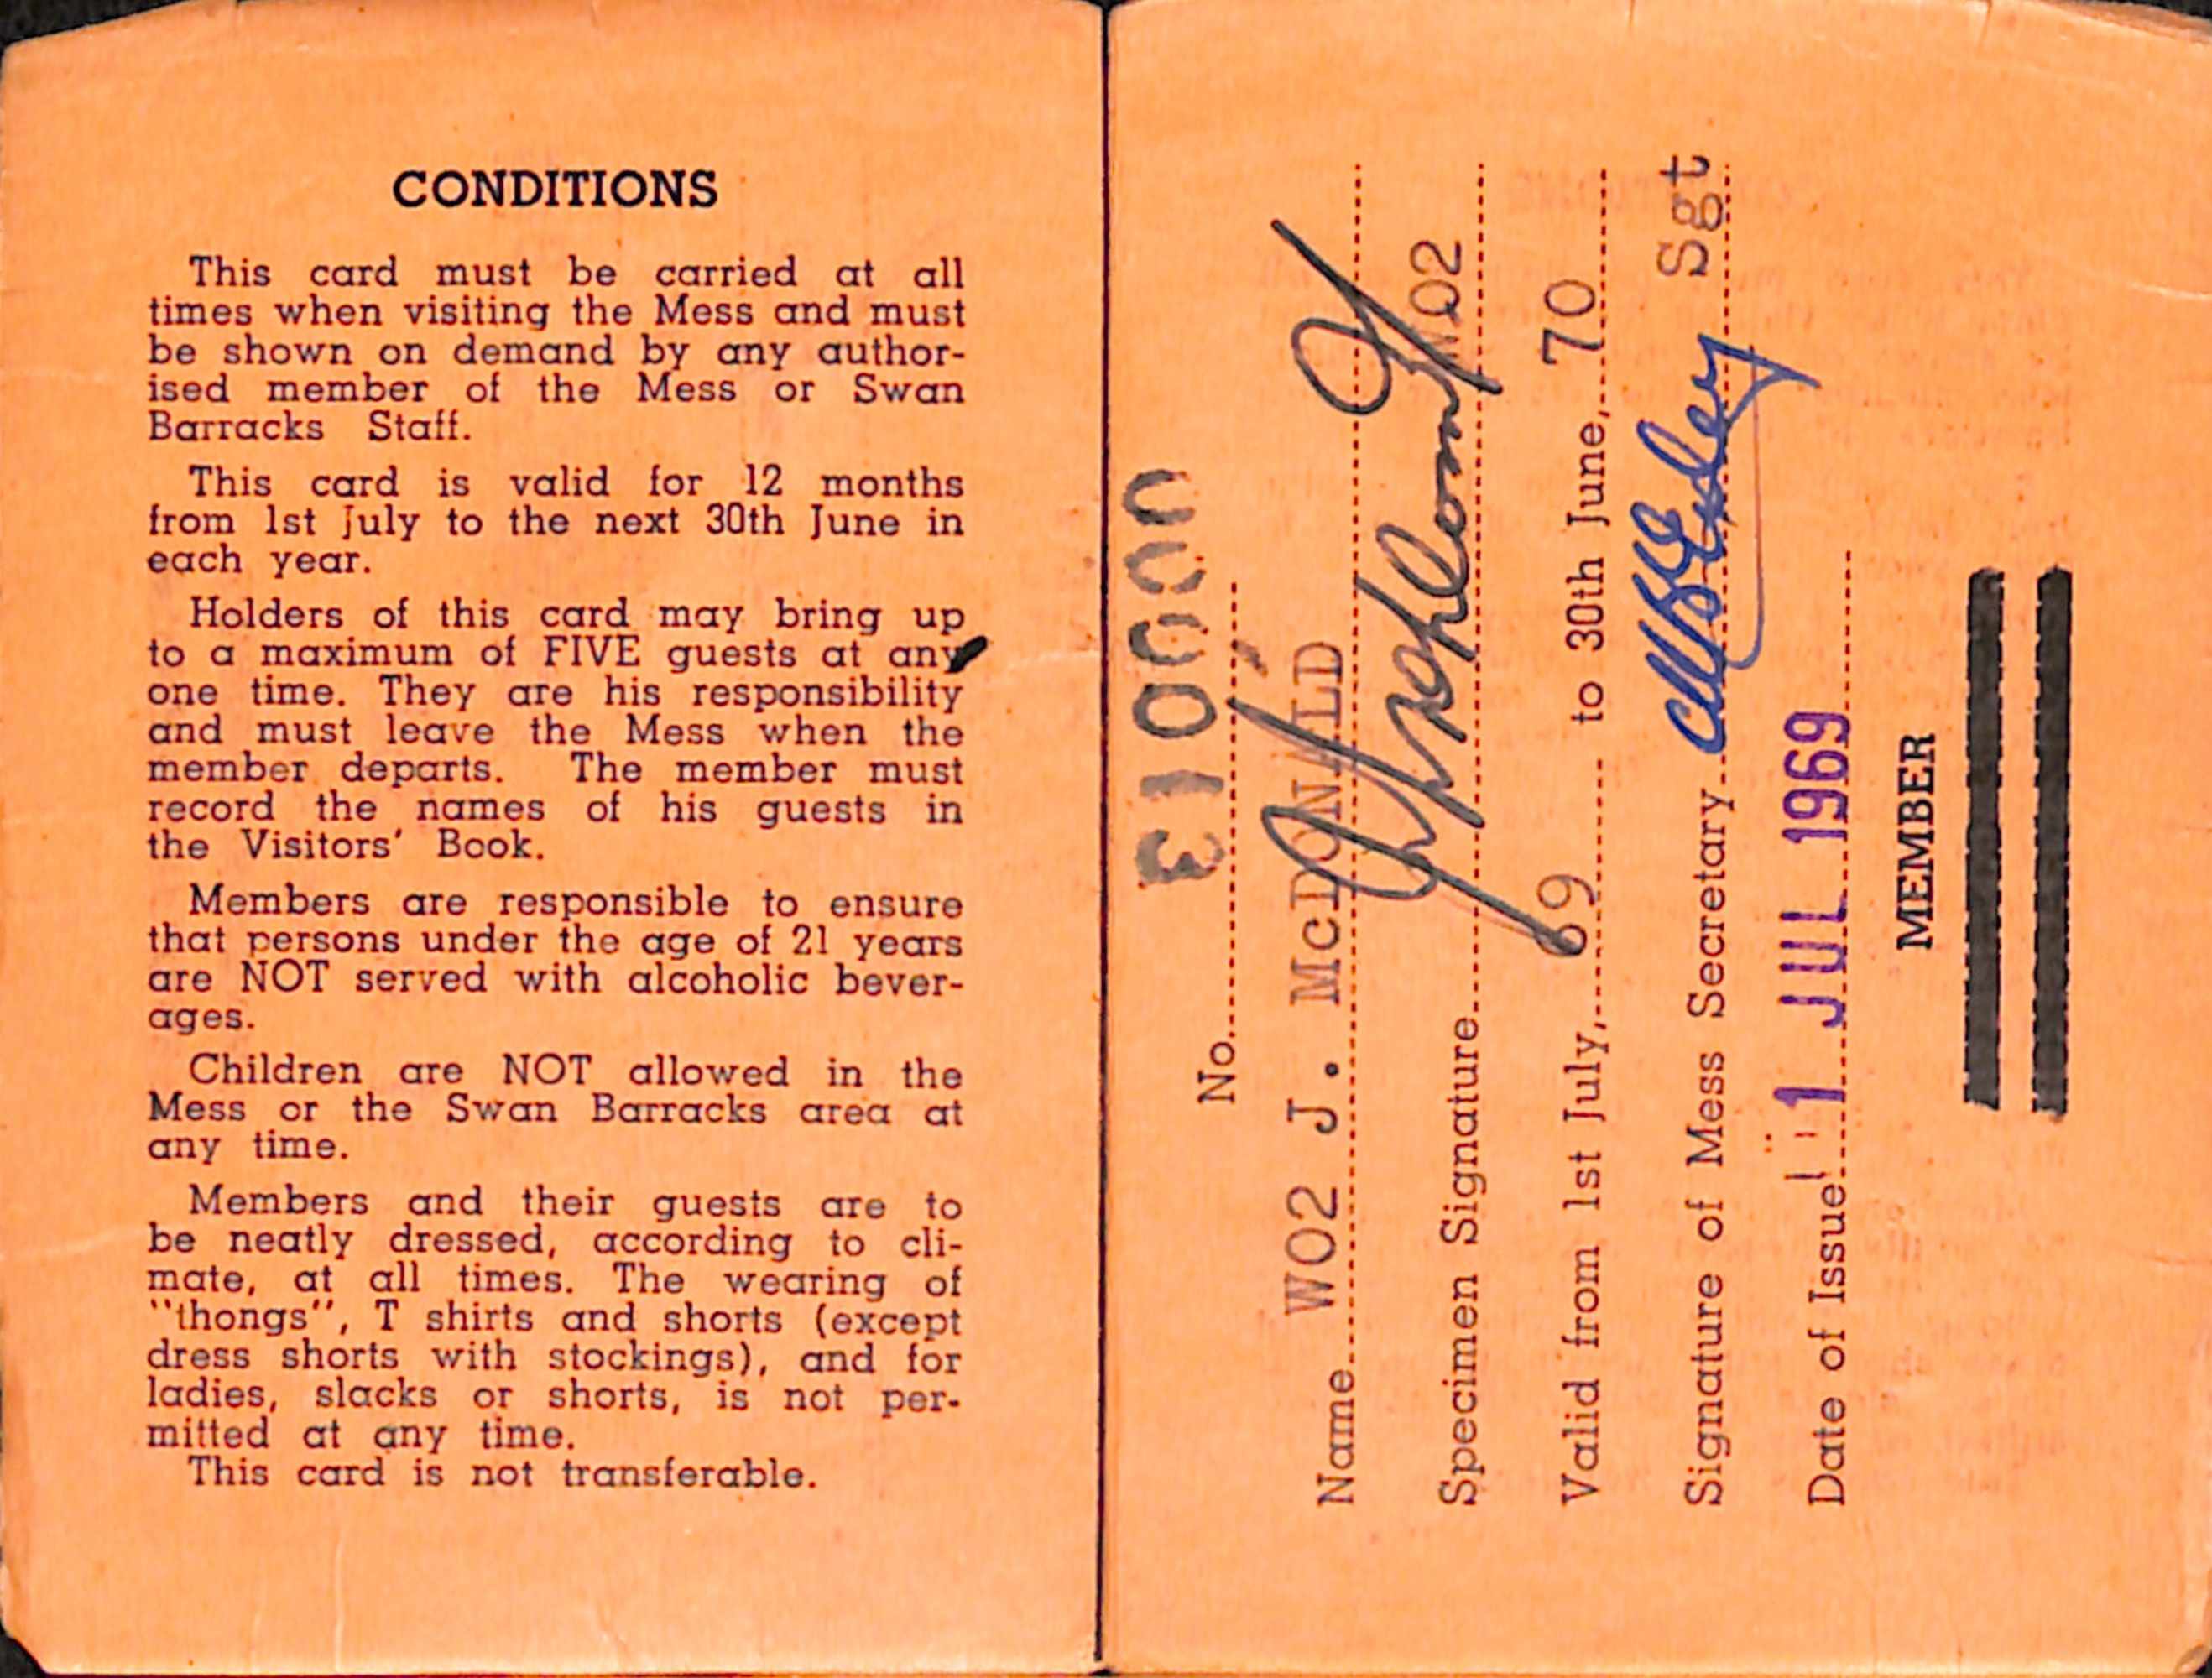 CONDITIONS
This card must be carried at all
times when visiting the Mess and must
be shown on demand by any author-
ised member of the Mess or Swan
Barracks Staff.
This card is valid for 12 months
from 1st July to the next 30th June in
each year.
Holders of this card may bring up
to a maximum of FIVE guests at any
one time. They are his responsibility
and must leave the Mess when the
member departs. The member must
record the names of his guests in
the Visitors' Book.
Members are responsible to ensure
that persons under the age of 21 years
are NOT served with alcoholic bever-
ages.
Children are NOT allowed in the
Mess or the Swan Barracks area at
any time.
Members and their guests are to
be neatly dressed, according to cli-
mate, at all times. The wearing of
"thongs", T shirts and shorts (except
dress shorts with stockings), and for
ladies, slacks or shorts, is not per-
mitted at any time.
This card is not transferable.
No.
Name WO2 J. McDONALD
Specimen Signature WO2
Valid from 1st July, 69 to 30th June, 70
Signature of Mess Secretary Sgt
Date of Issue 1 JUL 1969
MEMBER